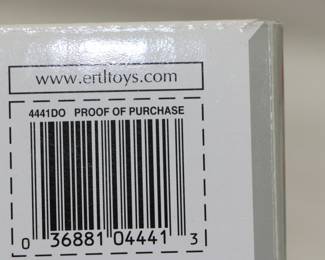 www.ertltoys.com
4441DO PROOF OF PURCHASE
0 36881 04441 3